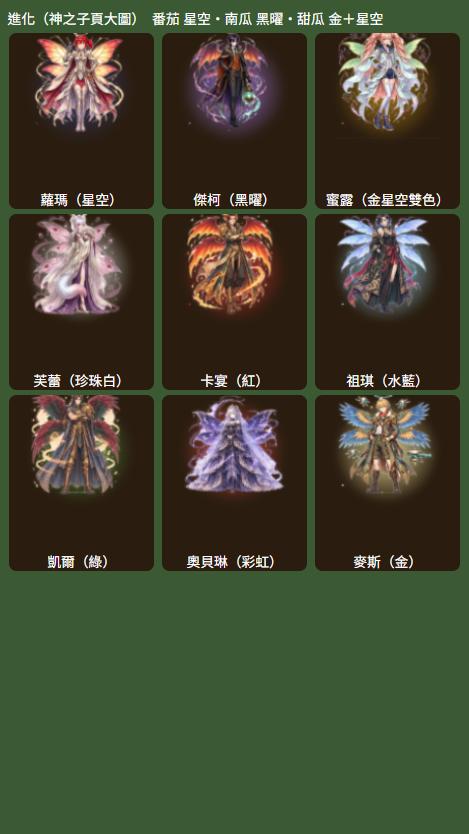 進化（神之子頁大圖） 番茄 星空・南瓜 黑曜・甜瓜 金＋星空
蘿瑪（星空）
傑柯（黑曜）
蜜露（金星空雙色）
芙蕾（珍珠白）
卡宴（紅）
祖琪（水藍）
凱爾（綠）
奧貝琳（彩虹）
麥斯（金）